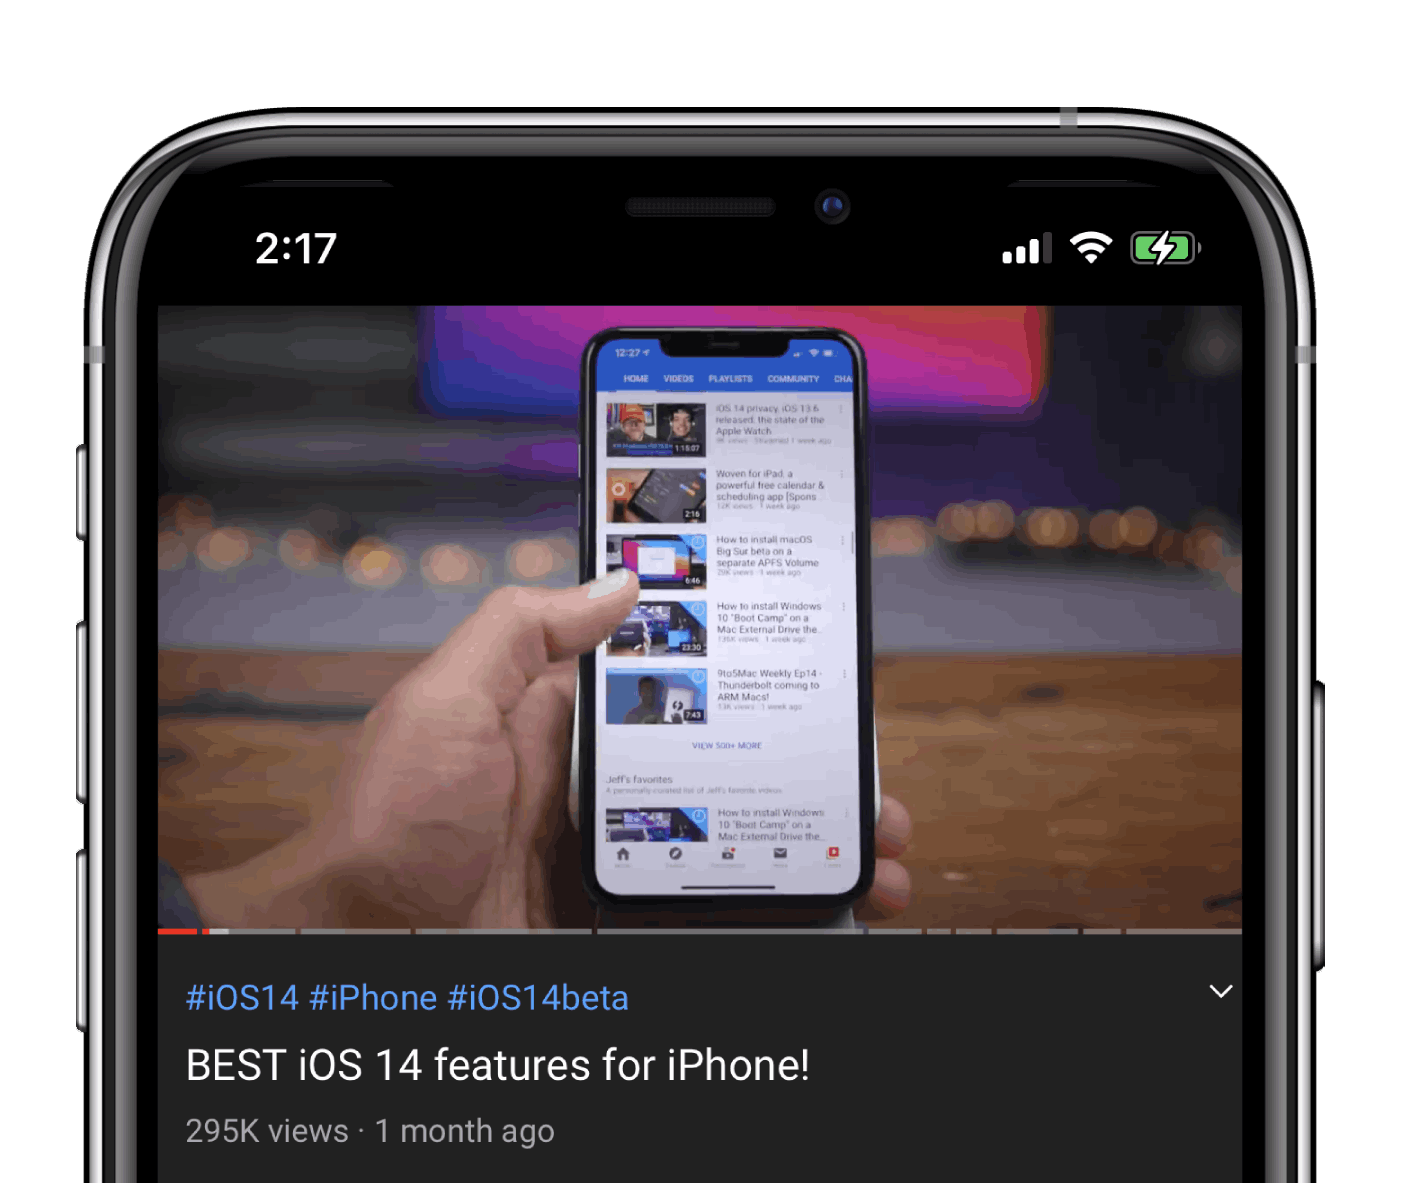 2:17
12:27
HOME VIDEOS PLAYLISTS COMMUNITY CHA
iOS 14 privacy, iOS 13.6
released, the state of the
Apple Watch
1:15:07
Woven for iPad, a
powerful free calendar &
scheduling app [Spons
12K views · 1 week ago
2:16
How to install macOS
Big Sur beta on a
separate APFS Volume
20K views · 1 week ago
6:46
How to install Windows
10 "Boot Camp" on a
Mac External Drive the...
135K views · 1 week ago
23:30
9to5Mac Weekly Ep14 -
Thunderbolt coming to
ARM Macs!
13K views · 1 week ago
7:43
VIEW 500+ MORE
Jeff's favorites
A personally curated list of Jeff's favorite videos
How to install Windows
10 "Boot Camp" on a
Mac External Drive the...
#iOS14 #iPhone #iOS14beta
BEST iOS 14 features for iPhone!
295K views · 1 month ago